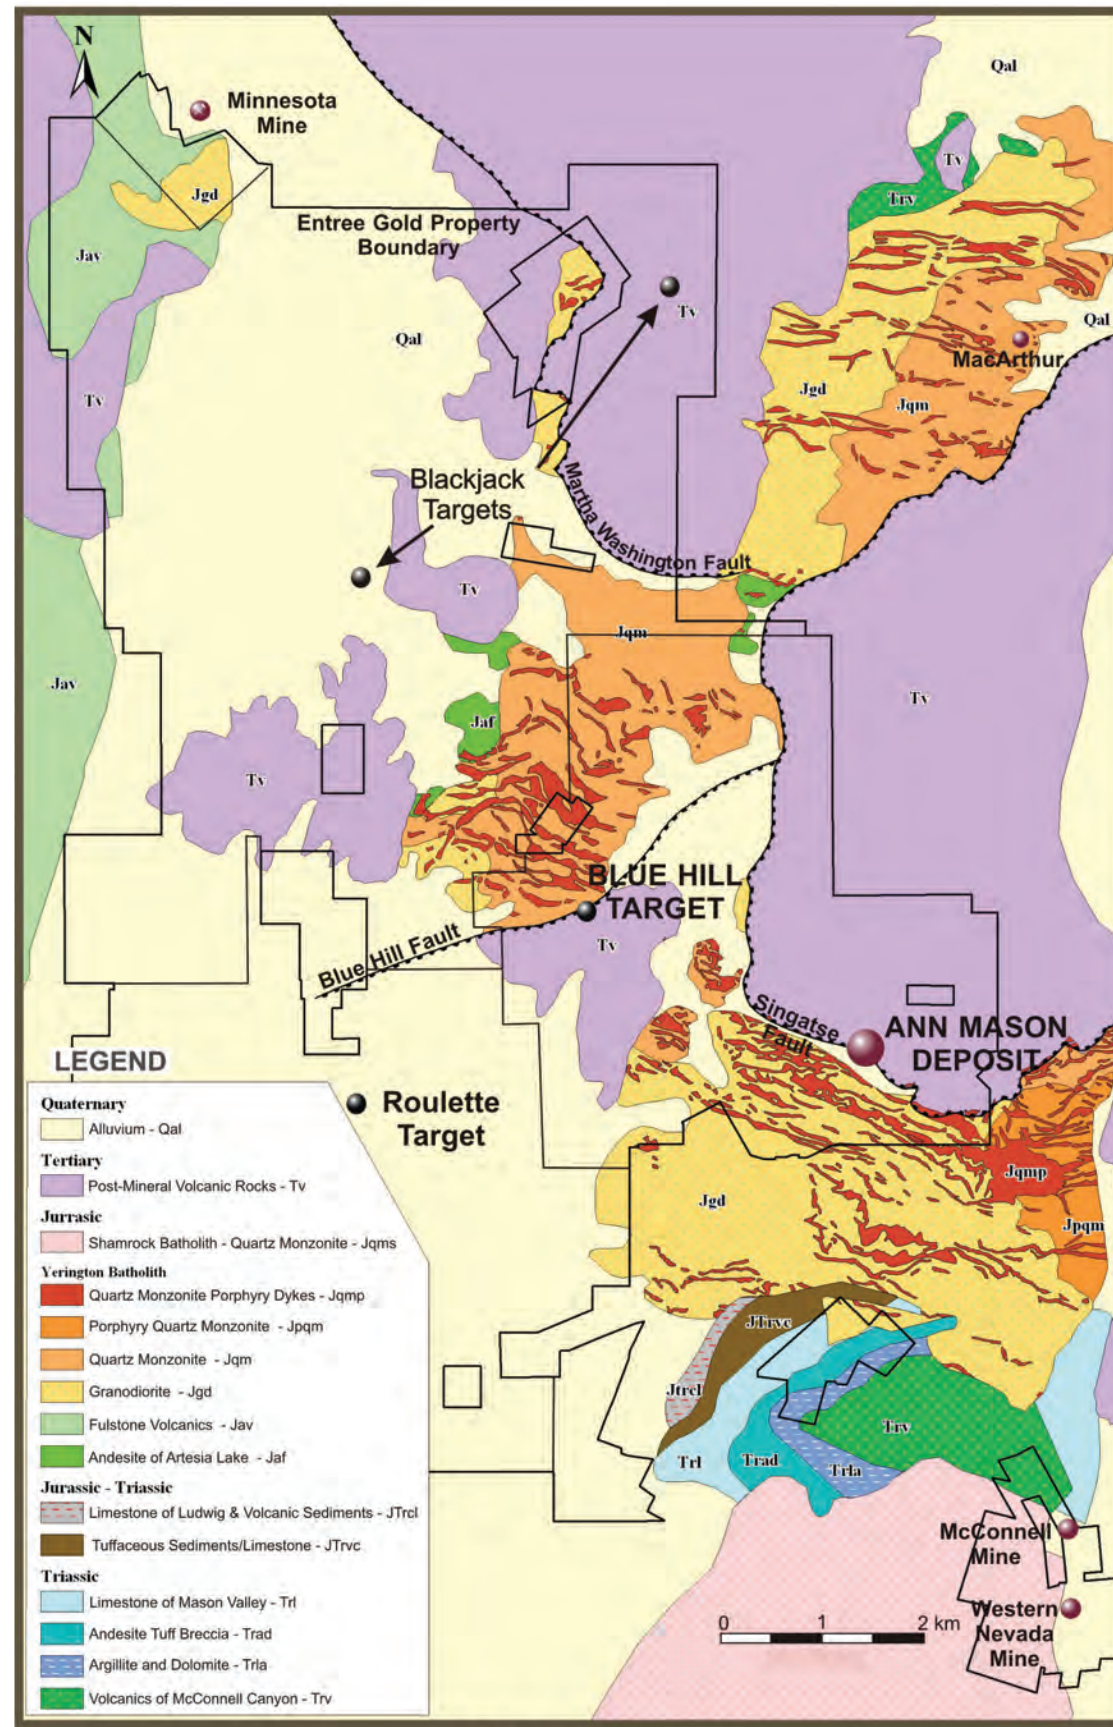 N
Minnesota
Mine
Jgd
Jav
Entree Gold Property
Boundary
Qal
Tv
Trv
Tv
Qal
Tv
Qal
MacArthur
Jgd
Jqm
Blackjack
Targets
Martha Washington Fault
Tv
Jqm
Jav
Jaf
Tv
Tv
BLUE HILL
TARGET
Tv
Blue Hill Fault
Singatse
Fault
ANN MASON
DEPOSIT
Roulette
Target
Jgd
Jqmp
Jpqm
JTrvc
Jtrcl
Trv
Trl
Trad
Trla
McConnell
Mine
Western
Nevada
Mine
0 1 2 km
LEGEND
Quaternary
Alluvium - Qal
Tertiary
Post-Mineral Volcanic Rocks - Tv
Jurrasic
Shamrock Batholith - Quartz Monzonite - Jqms
Yerington Batholith
Quartz Monzonite Porphyry Dykes - Jqmp
Porphyry Quartz Monzonite - Jpqm
Quartz Monzonite - Jqm
Granodiorite - Jgd
Fulstone Volcanics - Jav
Andesite of Artesia Lake - Jaf
Jurassic - Triassic
Limestone of Ludwig & Volcanic Sediments - JTrcl
Tuffaceous Sediments/Limestone - JTrvc
Triassic
Limestone of Mason Valley - Trl
Andesite Tuff Breccia - Trad
Argillite and Dolomite - Trla
Volcanics of McConnell Canyon - Trv